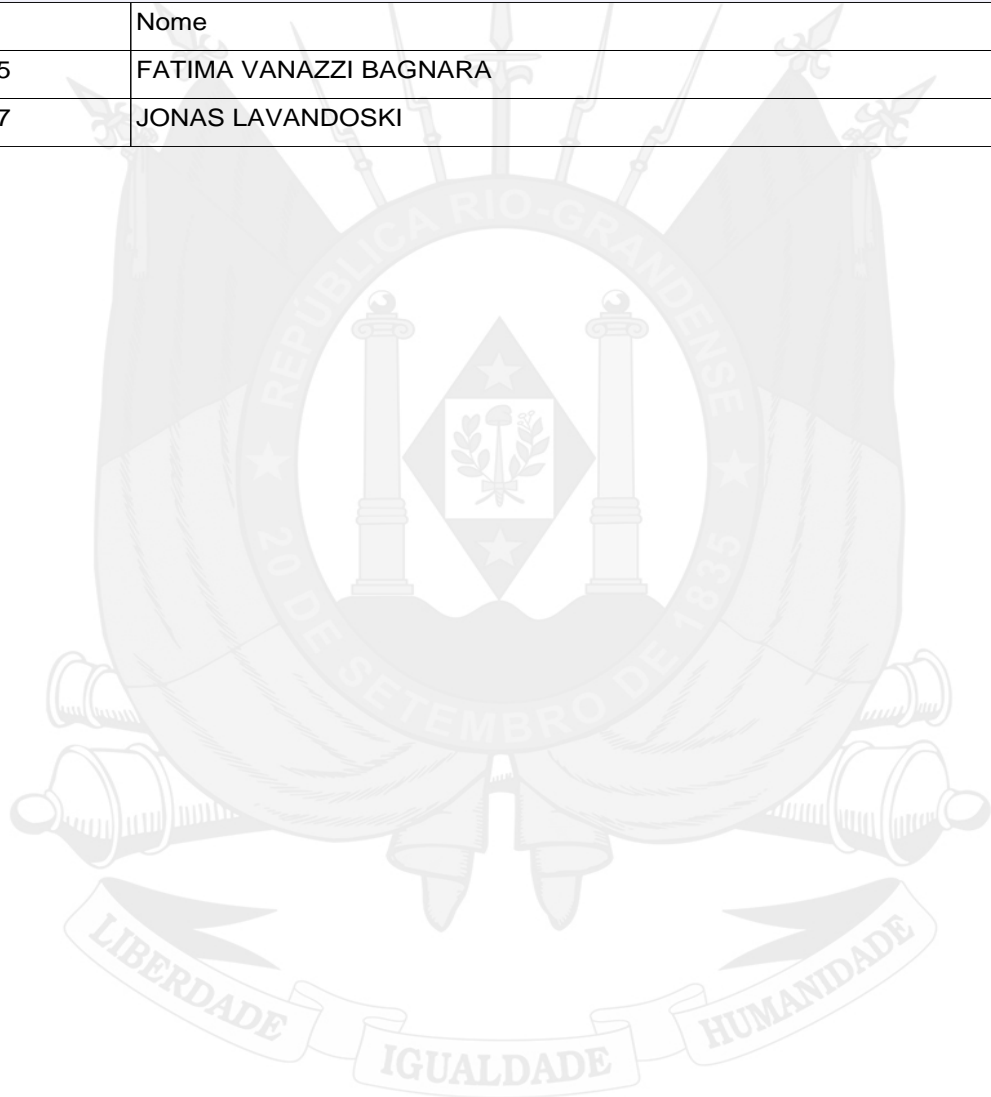 Nome
5 FATIMA VANAZZI BAGNARA
7 JONAS LAVANDOSKI
REPÚBLICA RIO-GRANDENSE
★ 20 DE SETEMBRO DE 1835 ★
LIBERDADE IGUALDADE HUMANIDADE